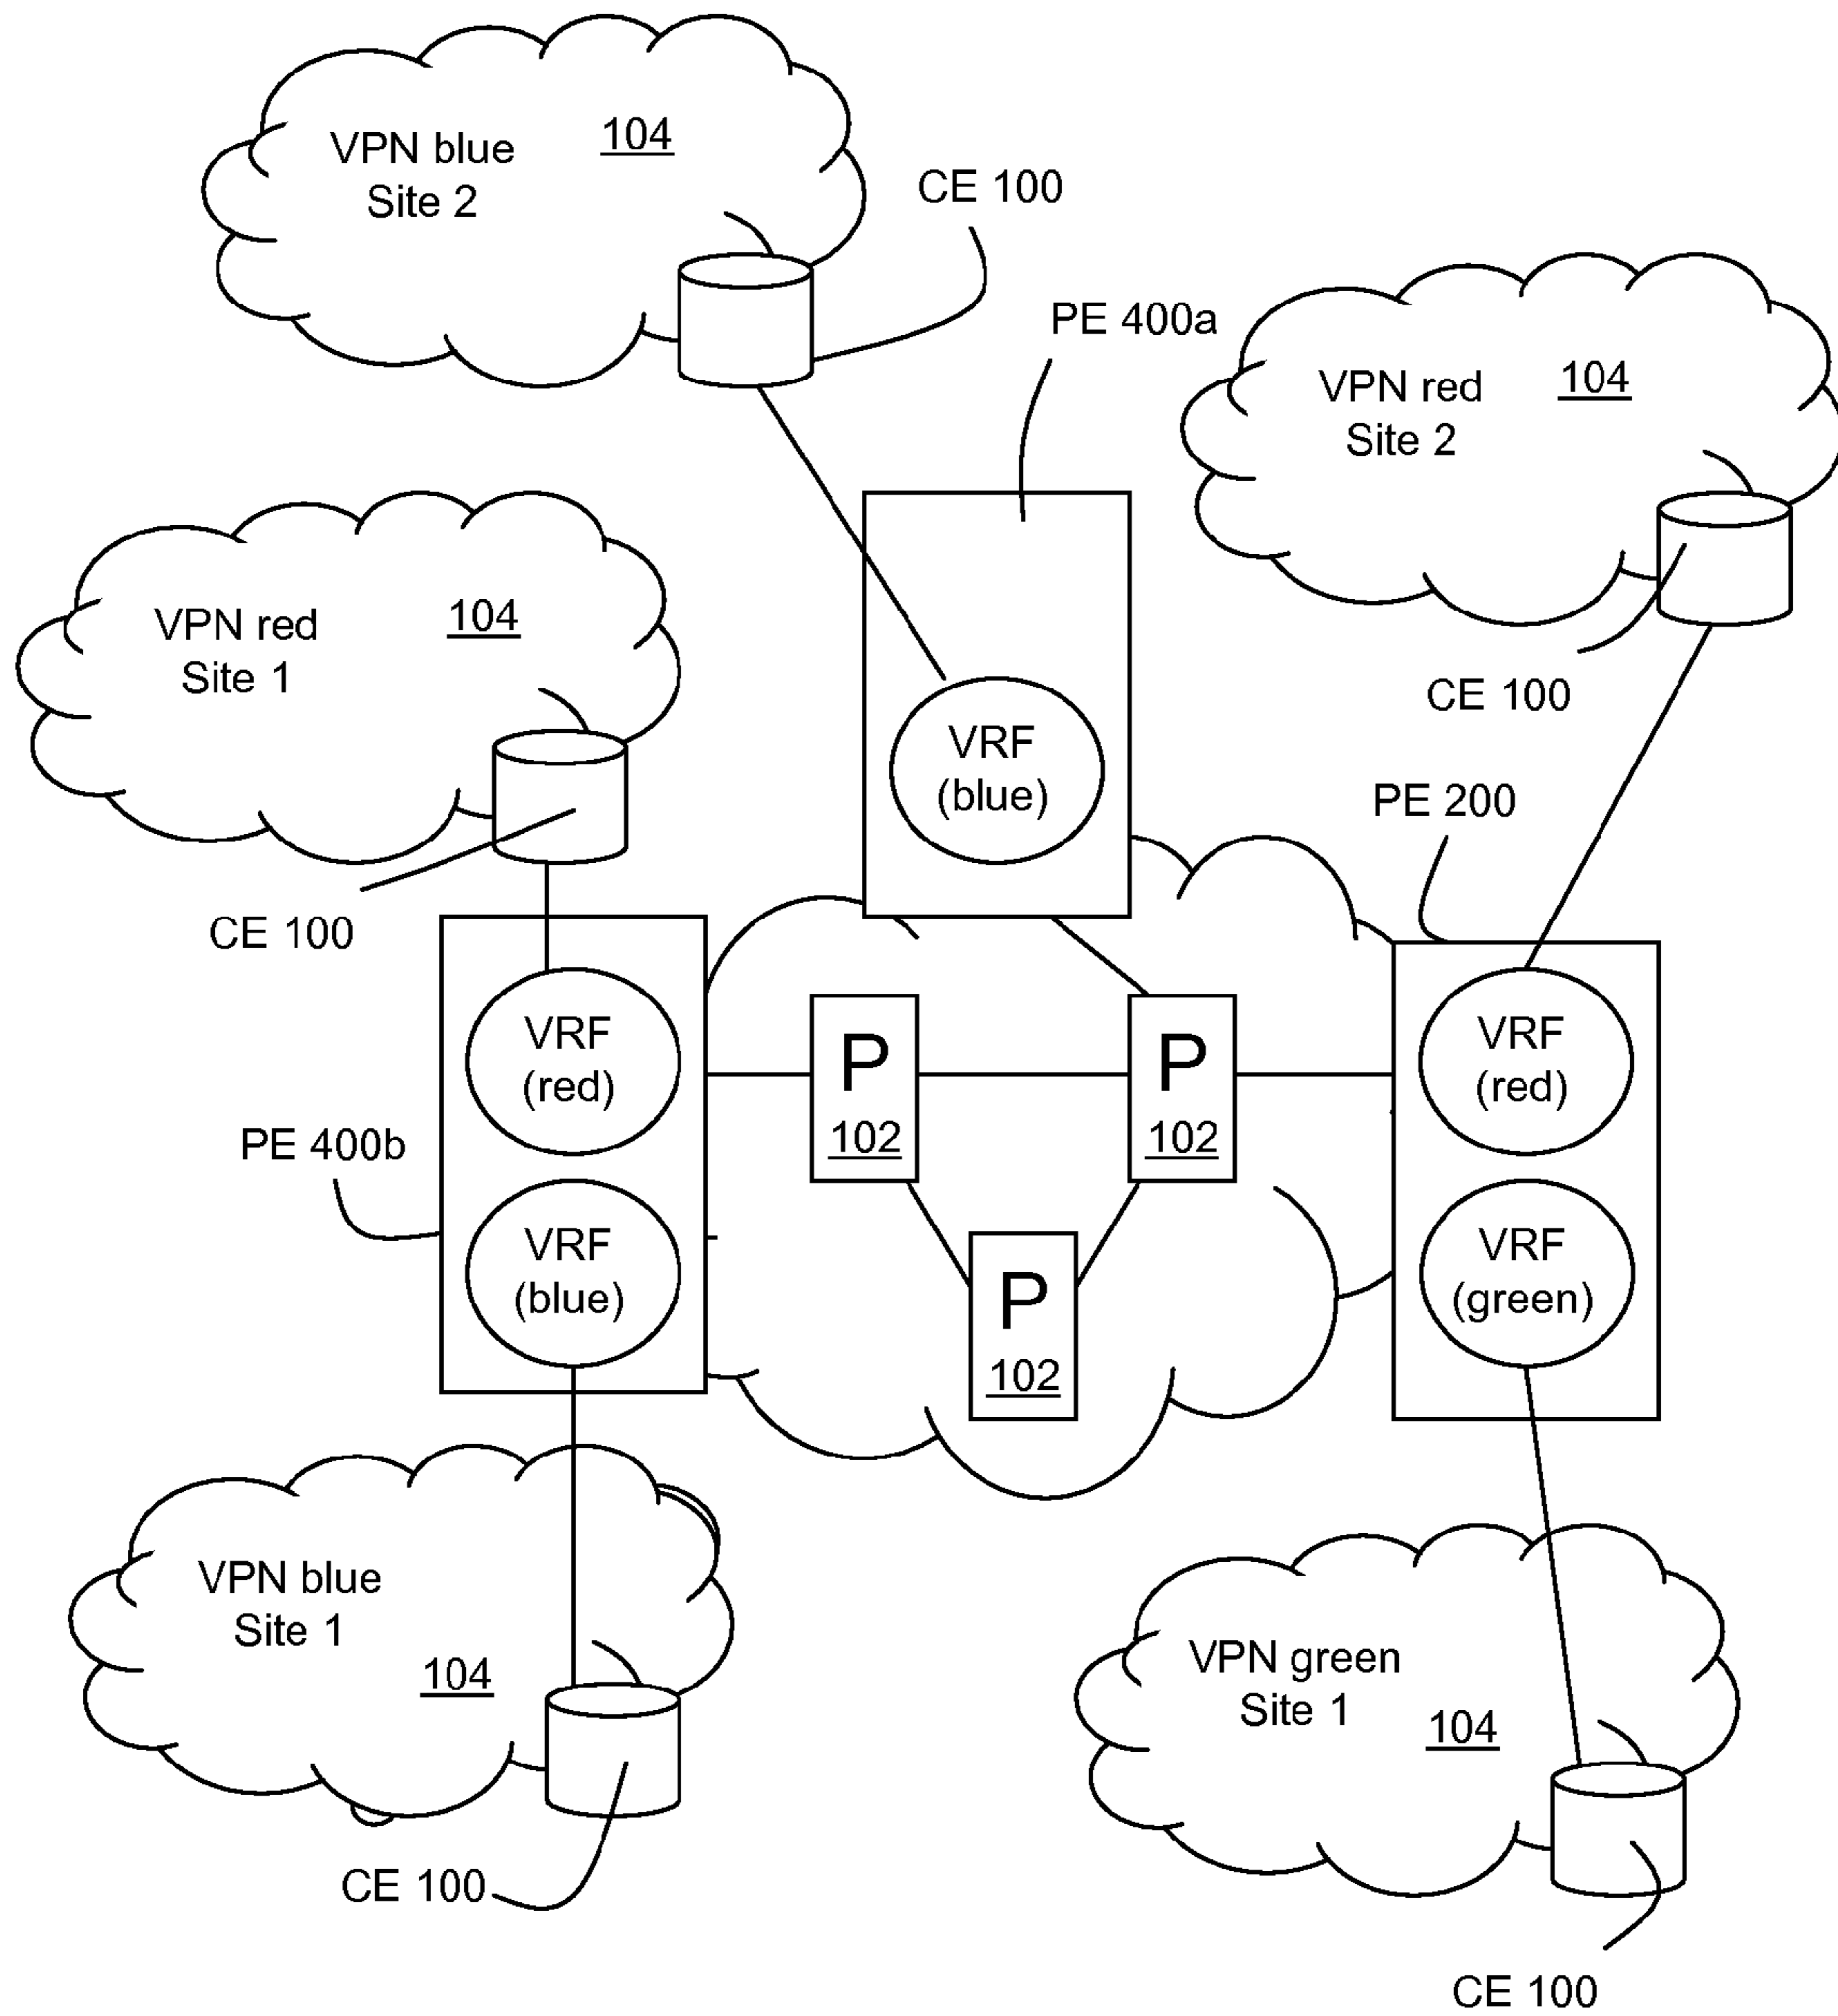 VPN blue
Site 2
104
CE 100
PE 400a
VPN red
Site 2
104
CE 100
VPN red
Site 1
104
CE 100
VRF
(blue)
PE 200
VRF
(red)
P
102
P
102
VRF
(red)
PE 400b
VRF
(blue)
P
102
VRF
(green)
VPN blue
Site 1
104
CE 100
VPN green
Site 1
104
CE 100